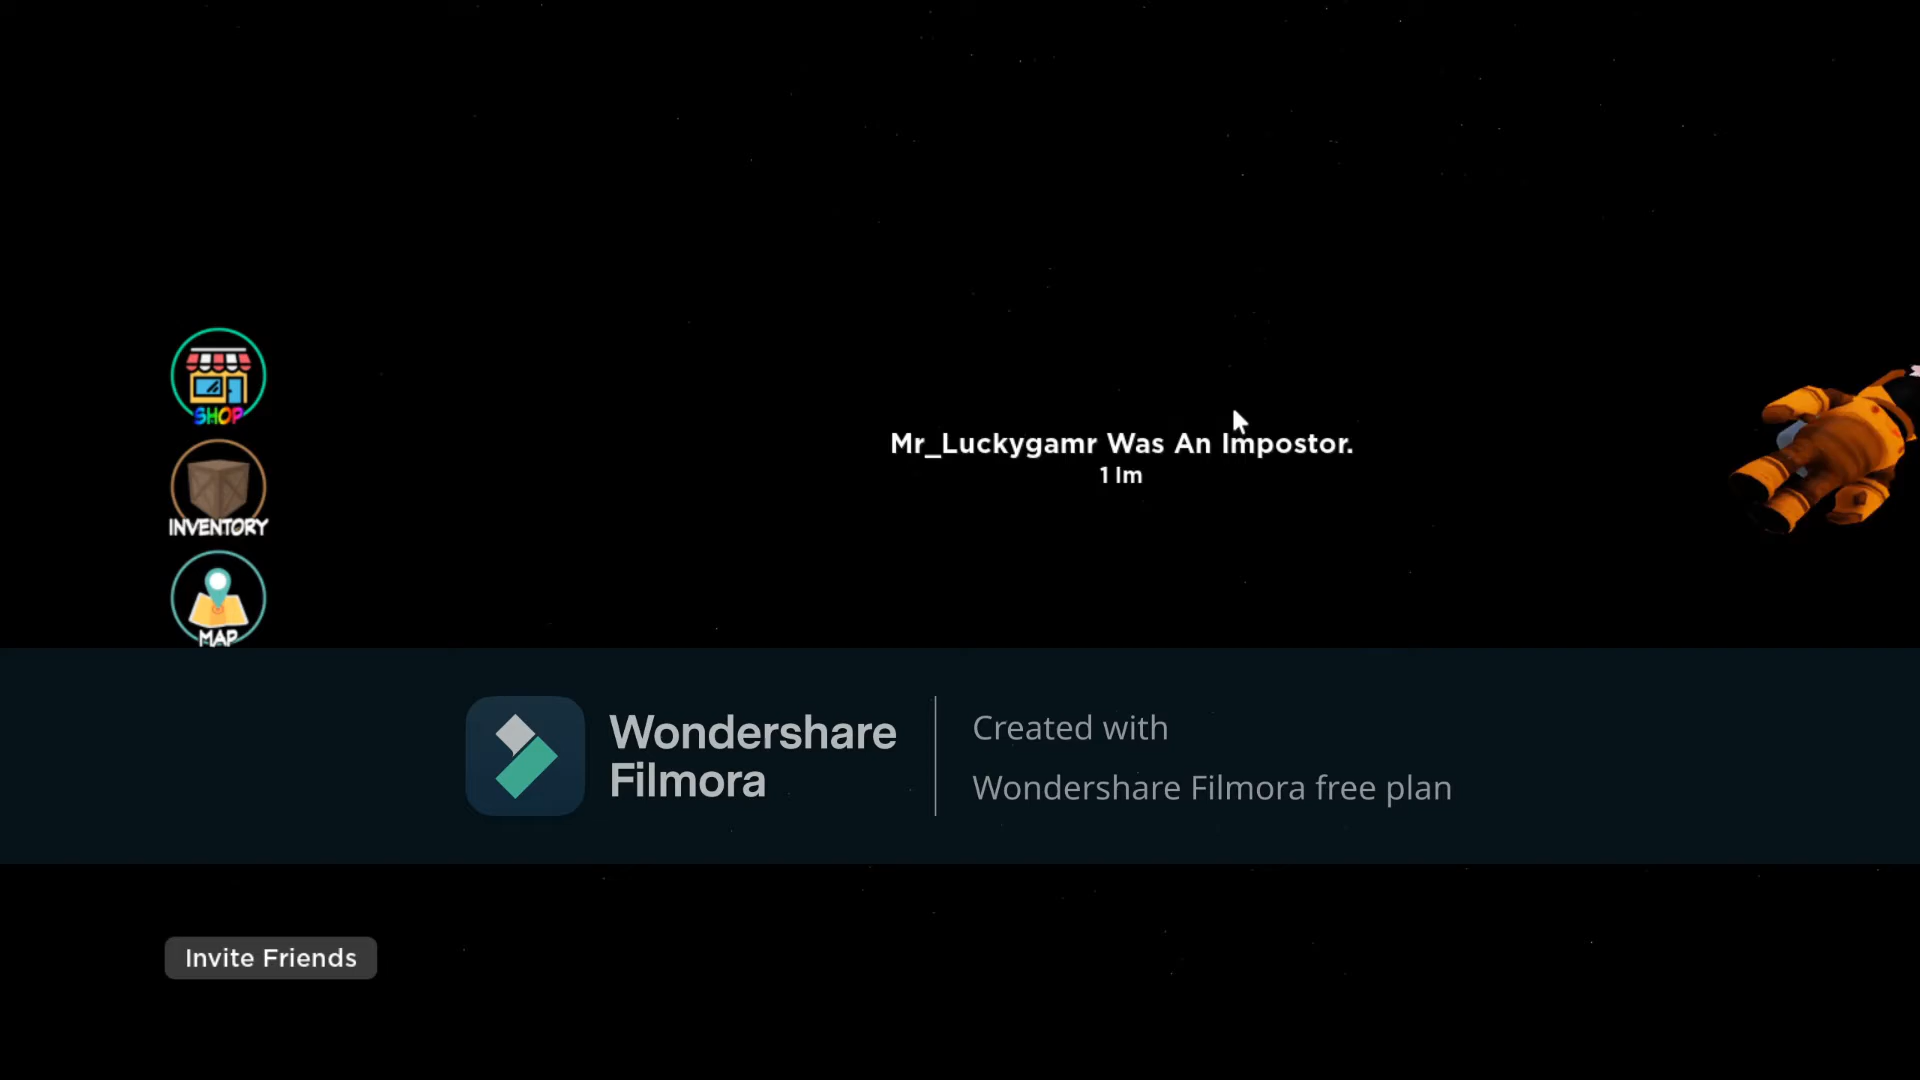 SHOP
INVENTORY
MAP
Mr_Luckygamr Was An Impostor.
1 Im
Wondershare
Filmora
Created with
Wondershare Filmora free plan
Invite Friends